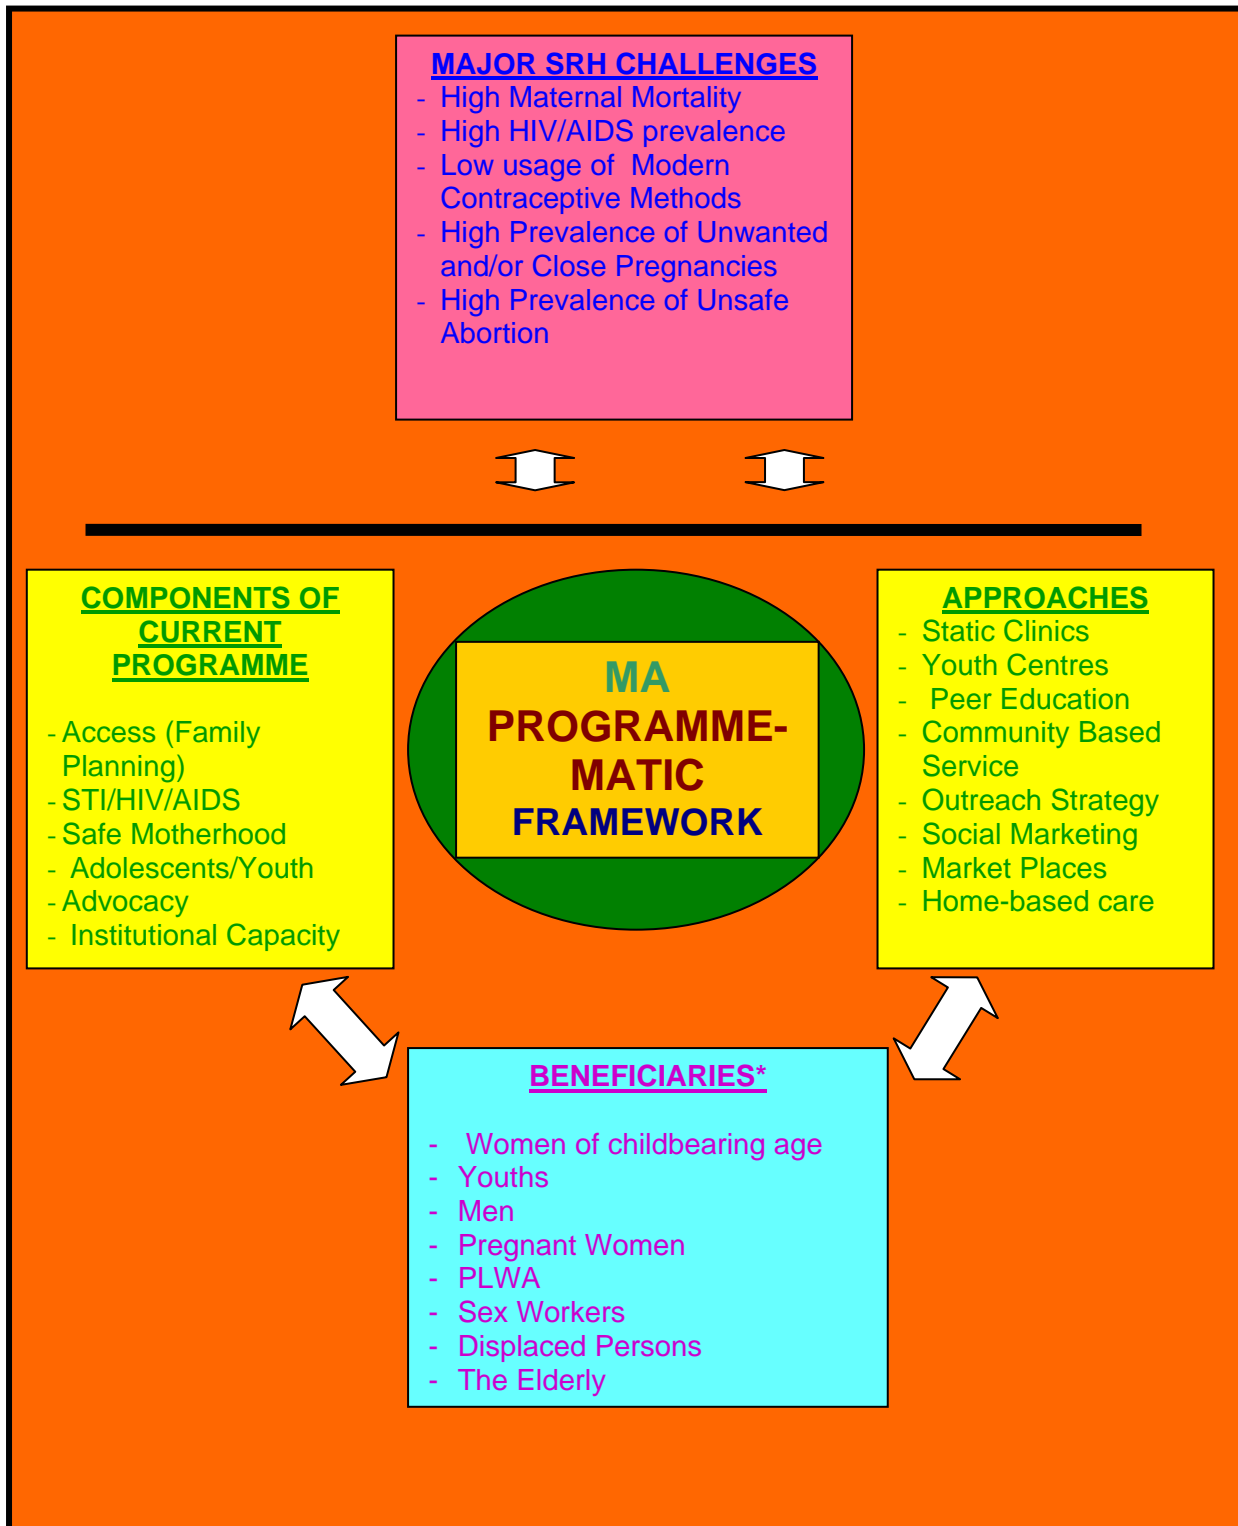 MAJOR SRH CHALLENGES
- High Maternal Mortality
- High HIV/AIDS prevalence
- Low usage of Modern
Contraceptive Methods
- High Prevalence of Unwanted
and/or Close Pregnancies
- High Prevalence of Unsafe
Abortion
COMPONENTS OF
CURRENT
PROGRAMME
- Access (Family
Planning)
- STI/HIV/AIDS
- Safe Motherhood
- Adolescents/Youth
- Advocacy
- Institutional Capacity
MA
PROGRAMME-
MATIC
FRAMEWORK
APPROACHES
- Static Clinics
- Youth Centres
- Peer Education
- Community Based
Service
- Outreach Strategy
- Social Marketing
- Market Places
- Home-based care
BENEFICIARIES*
- Women of childbearing age
- Youths
- Men
- Pregnant Women
- PLWA
- Sex Workers
- Displaced Persons
- The Elderly